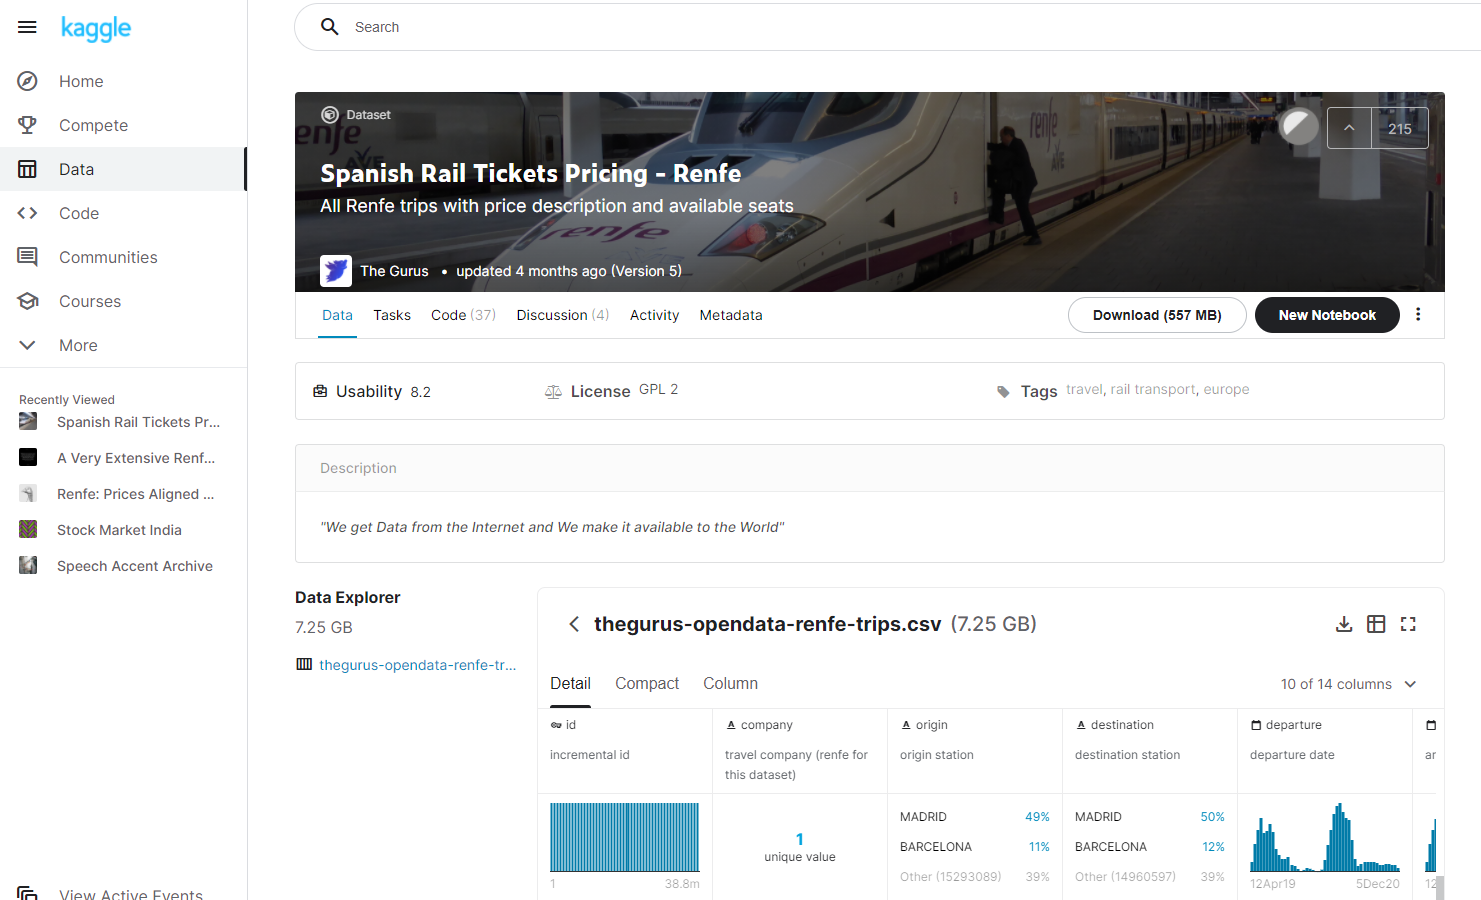 kaggle
Search
Home
Compete
Data
Code
Communities
Courses
More
Recently Viewed
Spanish Rail Tickets Pr...
A Very Extensive Renf...
Renfe: Prices Aligned ...
Stock Market India
Speech Accent Archive
View Active Events
Dataset
215
renfe
AVE
renfe
AVE
Spanish Rail Tickets Pricing - Renfe
All Renfe trips with price description and available seats
renfe
The Gurus • updated 4 months ago (Version 5)
Data Tasks Code (37) Discussion (4) Activity Metadata Download (557 MB) New Notebook
Usability 8.2 License GPL 2 Tags travel, rail transport, europe
Description
"We get Data from the Internet and We make it available to the World"
Data Explorer
7.25 GB
thegurus-opendata-renfe-tr...
thegurus-opendata-renfe-trips.csv (7.25 GB)
Detail Compact Column 10 of 14 columns
id company origin destination departure
incremental id travel company (renfe for this dataset) origin station destination station departure date ar
MADRID 49% MADRID 50%
1
unique value
BARCELONA 11% BARCELONA 12%
Other (15293089) 39% Other (14960597) 39%
1 38.8m 12Apr19 5Dec20 12